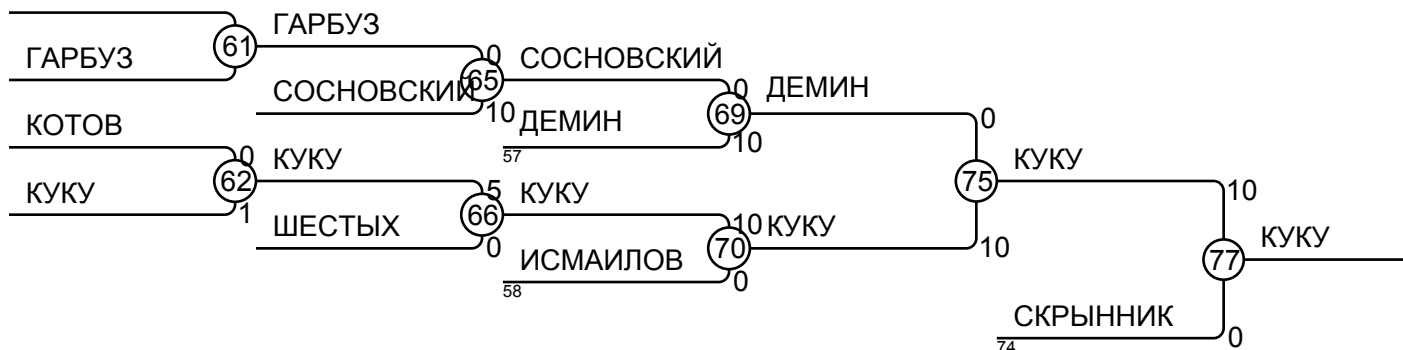 ГАРБУЗ
61
ГАРБУЗ
0
СОСНОВСКИЙ
65
10
СОСНОВСКИЙ
0
ДЕМИН
57
69
10
ДЕМИН
0
КОТОВ
0
КУКУ
62
1
КУКУ
5
ШЕСТЫХ
66
0
КУКУ
10
ИСМАИЛОВ
58
70
0
КУКУ
75
10
КУКУ
10
СКРЫННИК
74
77
0
КУКУ